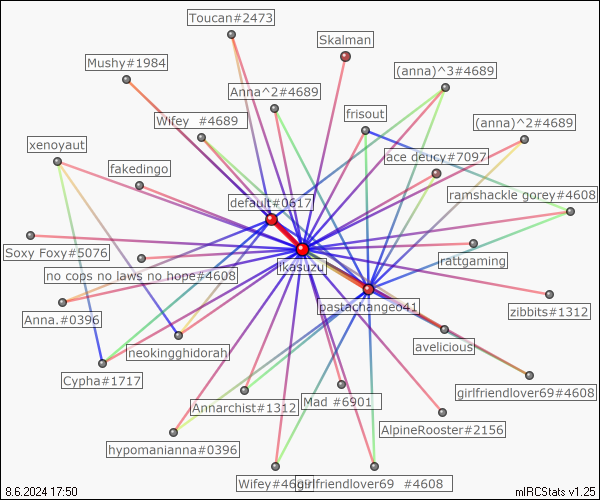 Toucan#2473
Skalman
Mushy#1984
(anna)^3#4689
Anna^2#4689
frisout
Wifey #4689
(anna)^2#4689
xenoyaut
ace deucy#7097
fakedingo
ramshackle gorey#4608
default#0617
Soxy Foxy#5076
rattgaming
ikasuzu
no cops no laws no hope#4608
pastachangeo41
zibbits#1312
Anna.#0396
avelicious
neokingghidorah
Cypha#1717
girlfriendlover69#4608
Annarchist#1312
Mad #6901
AlpineRooster#2156
hypomanianna#0396
girlfriendlover69 #4608
8.6.2024 17:50
mIRCStats v1.25